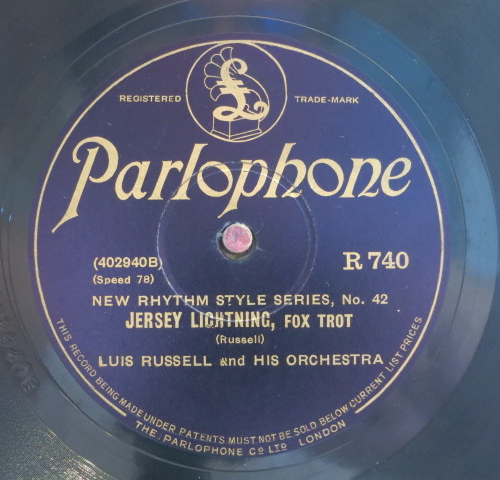 £
REGISTERED TRADE-MARK
Parlophone
(402940B) R 740
(Speed 78)
NEW RHYTHM STYLE SERIES, No. 42
JERSEY LIGHTNING, FOX TROT
(Russell)
LUIS RUSSELL and HIS ORCHESTRA
THIS RECORD BEING MADE UNDER PATENTS MUST NOT BE SOLD BELOW CURRENT LIST PRICES
THE PARLOPHONE Co LTD LONDON